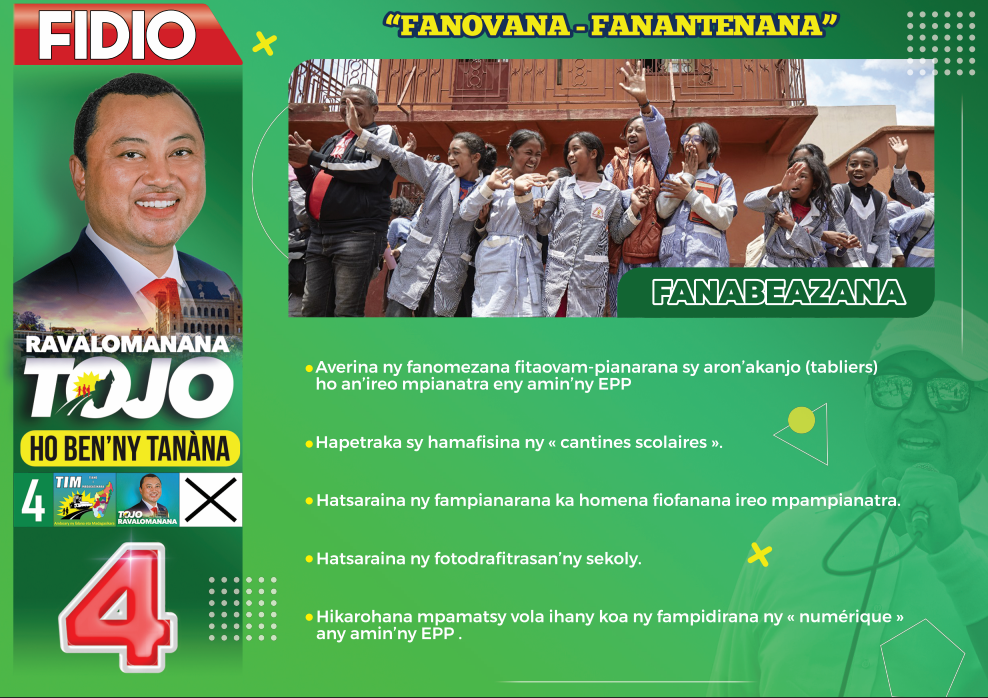 FIDIO
"FANOVANA - FANANTENANA"
FANABEAZANA
RAVALOMANANA
TOJO
HO BEN'NY TANÀNA
4
TIM
TOJO
RAVALOMANANA
4
Averina ny fanomezana fitaovam-pianarana sy aron'akanjo (tabliers)
ho an'ireo mpianatra eny amin'ny EPP
Hapetraka sy hamafisina ny « cantines scolaires ».
Hatsaraina ny fampianarana ka homena fiofanana ireo mpampianatra.
Hatsaraina ny fotodrafitrasan'ny sekoly.
Hikarohana mpamatsy vola ihany koa ny fampidirana ny « numérique »
any amin'ny EPP .